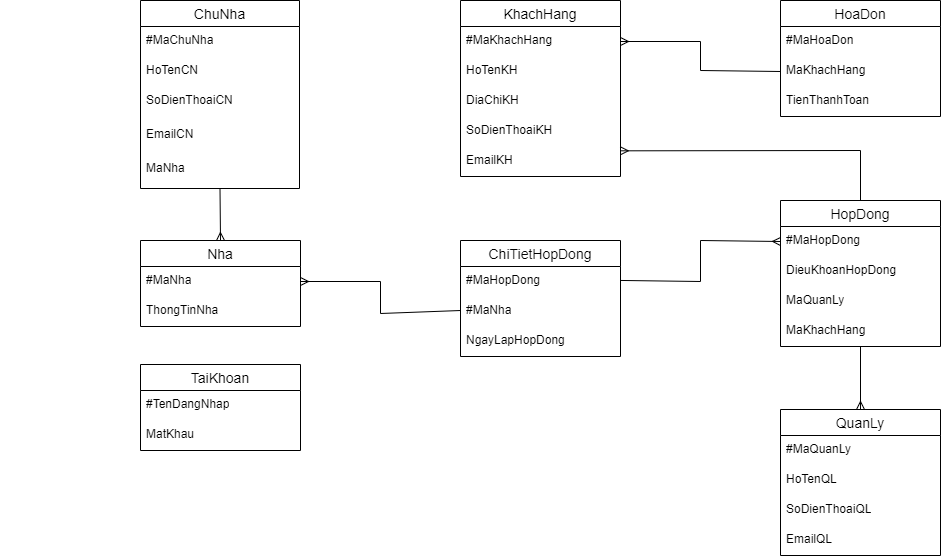 ChuNha
#MaChuNha
HoTenCN
SoDienThoaiCN
EmailCN
MaNha
KhachHang
#MaKhachHang
HoTenKH
DiaChiKH
SoDienThoaiKH
EmailKH
HoaDon
#MaHoaDon
MaKhachHang
TienThanhToan
Nha
#MaNha
ThongTinNha
ChiTietHopDong
#MaHopDong
#MaNha
NgayLapHopDong
HopDong
#MaHopDong
DieuKhoanHopDong
MaQuanLy
MaKhachHang
TaiKhoan
#TenDangNhap
MatKhau
QuanLy
#MaQuanLy
HoTenQL
SoDienThoaiQL
EmailQL